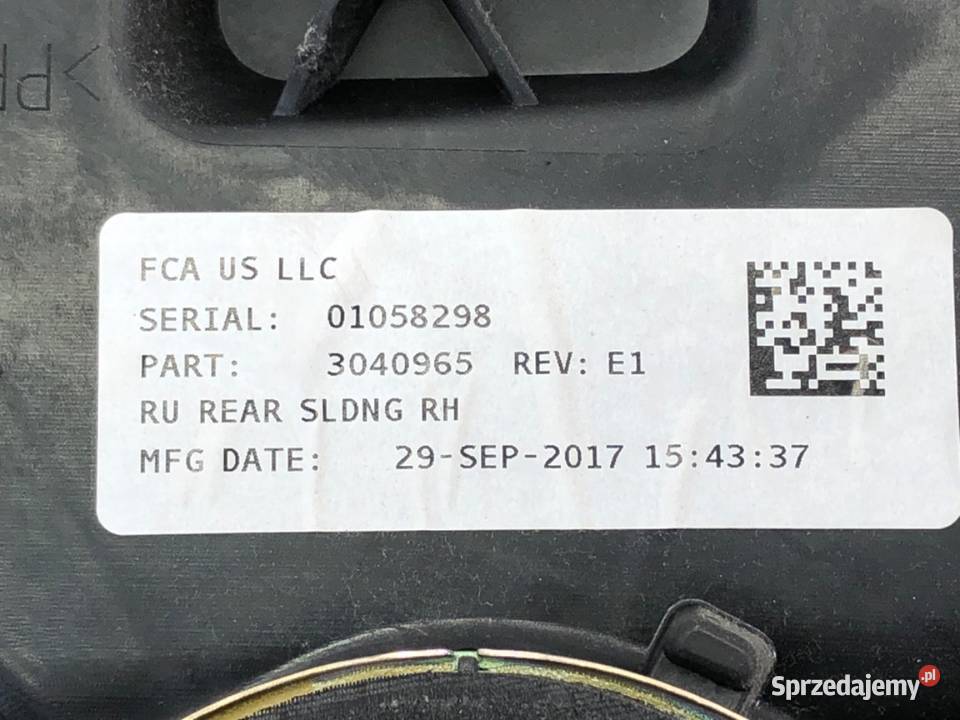 FCA US LLC
SERIAL: 01058298
PART: 3040965 REV: E1
RU REAR SLDNG RH
MFG DATE: 29-SEP-2017 15:43:37
Sprzedajemy.pl